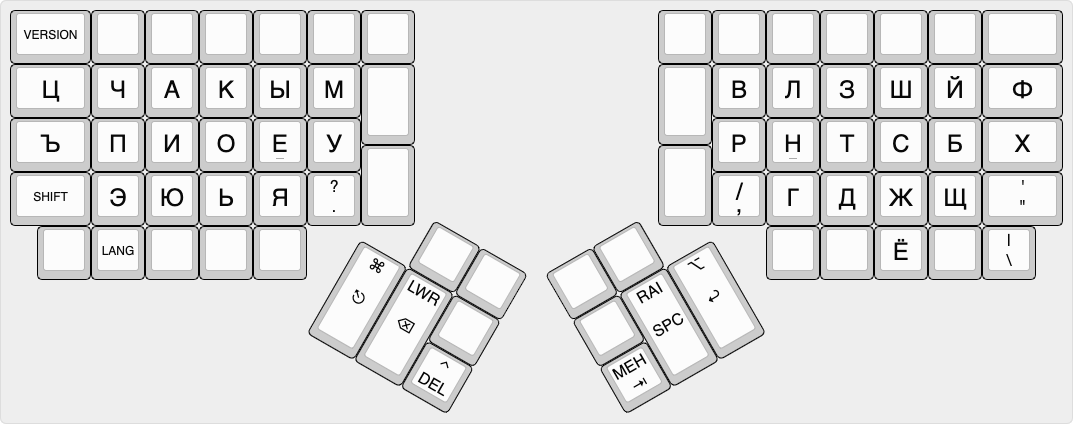 VERSION
Ц Ч А К Ы М В Л З Ш Й Ф
Ъ П И О Е У Р Н Т С Б Х
_ _
SHIFT Э Ю Ь Я ? / Г Д Ж Щ '
. , "
LANG Ё |
\
⌘ ⌥
⎋ LWR RAI ↩
⌫ SPC
^ MEH
DEL ⇥